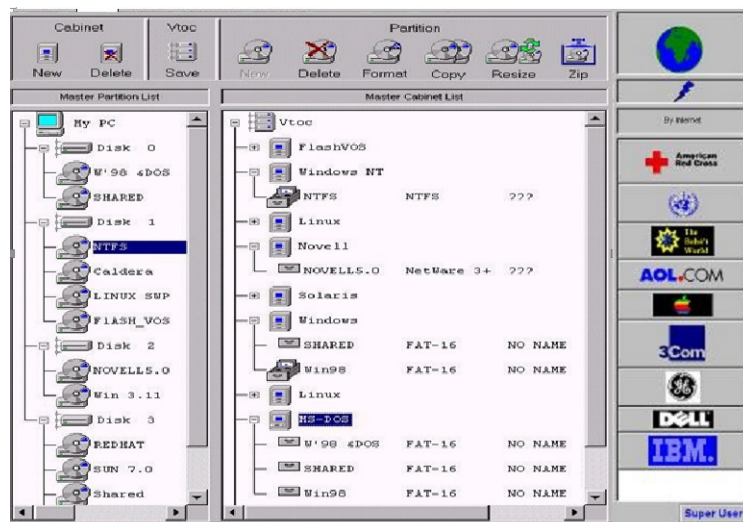 Cabinet
Vtoc
Partition
New
Delete
Save
New
Delete
Format
Copy
Resize
Zip
Master Partition List
Master Cabinet List
My PC
Disk 0
W'98 &DOS
SHARED
Disk 1
NTFS
Caldera
LINUX SWP
FlASH_VOS
Disk 2
NOVELL5.0
Win 3.11
Disk 3
REDHAT
SUN 7.0
Shared
Vtoc
FlashVOS
Windows NT
NTFS NTFS ???
Linux
Novell
NOVELL5.0 NetWare 3+ ???
Solaris
Windows
SHARED FAT-16 NO NAME
Win98 FAT-16 NO NAME
Linux
MS-DOS
W'98 &DOS FAT-16 NO NAME
SHARED FAT-16 NO NAME
Win98 FAT-16 NO NAME
By Internet
American
Red Cross
The
World
AOL.COM
3Com
GE
DELL
IBM.
Super User